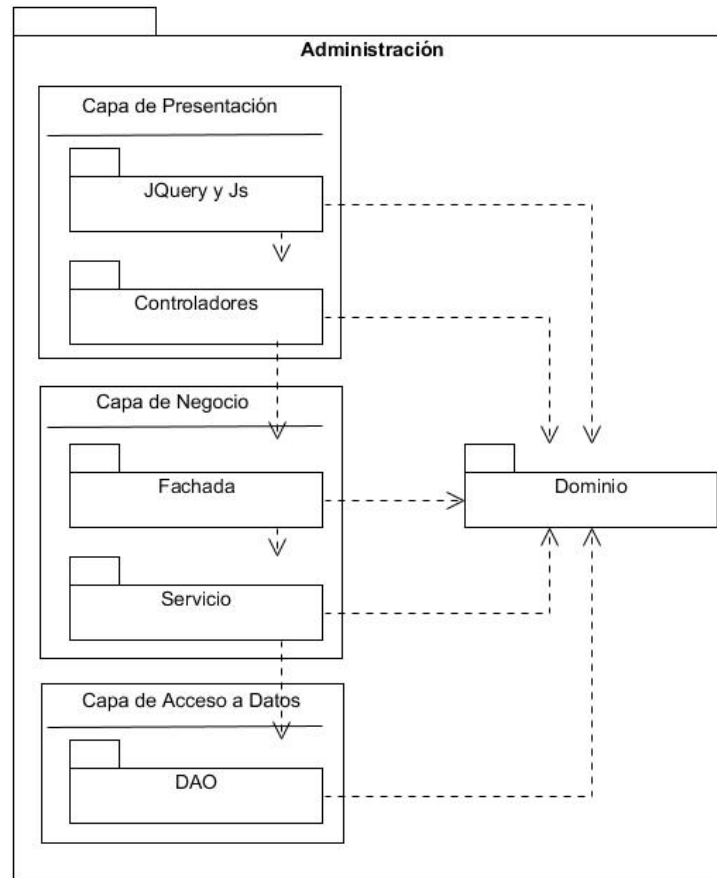 Administración
Capa de Presentación
JQuery y Js
Controladores
Capa de Negocio
Fachada
Dominio
Servicio
Capa de Acceso a Datos
DAO